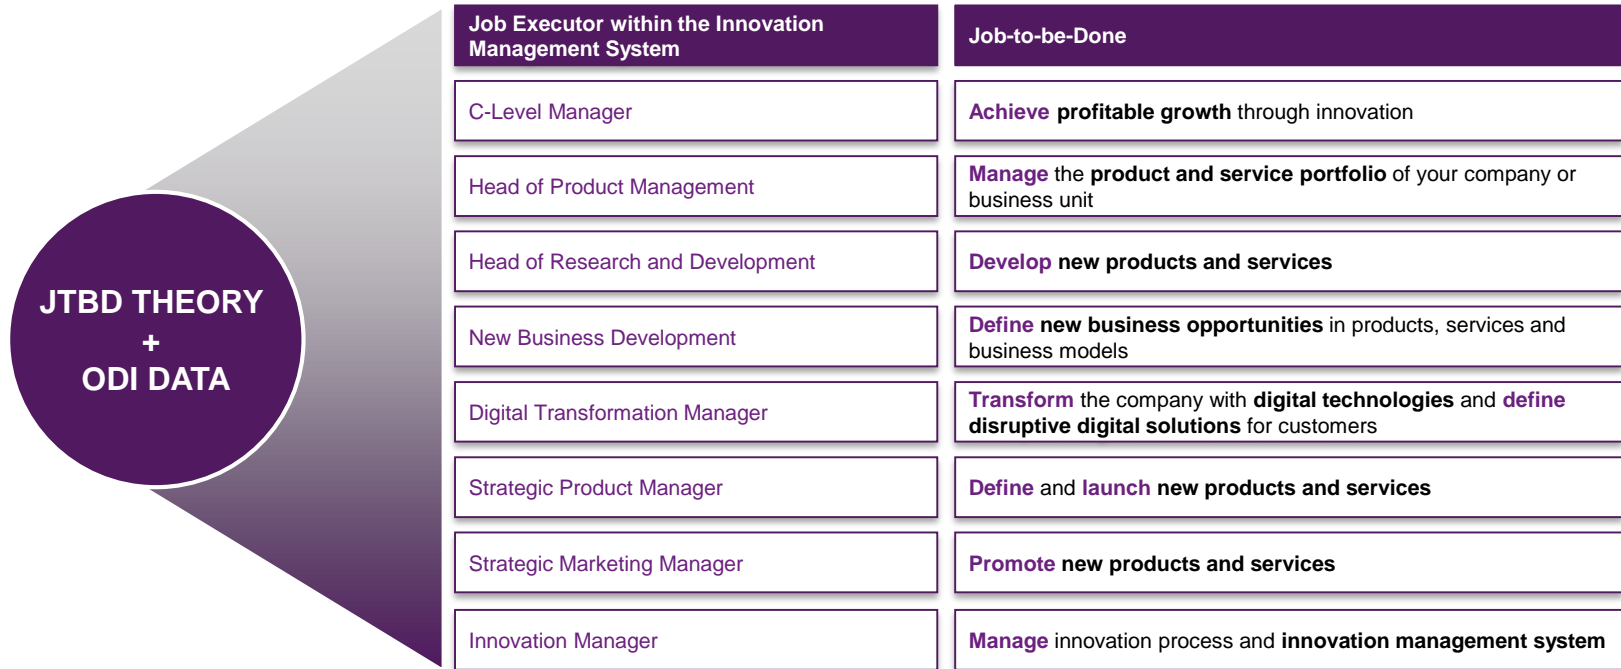 JTBD THEORY
+
ODI DATA
Job Executor within the Innovation
Management System
Job-to-be-Done
C-Level Manager
Achieve profitable growth through innovation
Head of Product Management
Manage the product and service portfolio of your company or
business unit
Head of Research and Development
Develop new products and services
New Business Development
Define new business opportunities in products, services and
business models
Digital Transformation Manager
Transform the company with digital technologies and define
disruptive digital solutions for customers
Strategic Product Manager
Define and launch new products and services
Strategic Marketing Manager
Promote new products and services
Innovation Manager
Manage innovation process and innovation management system